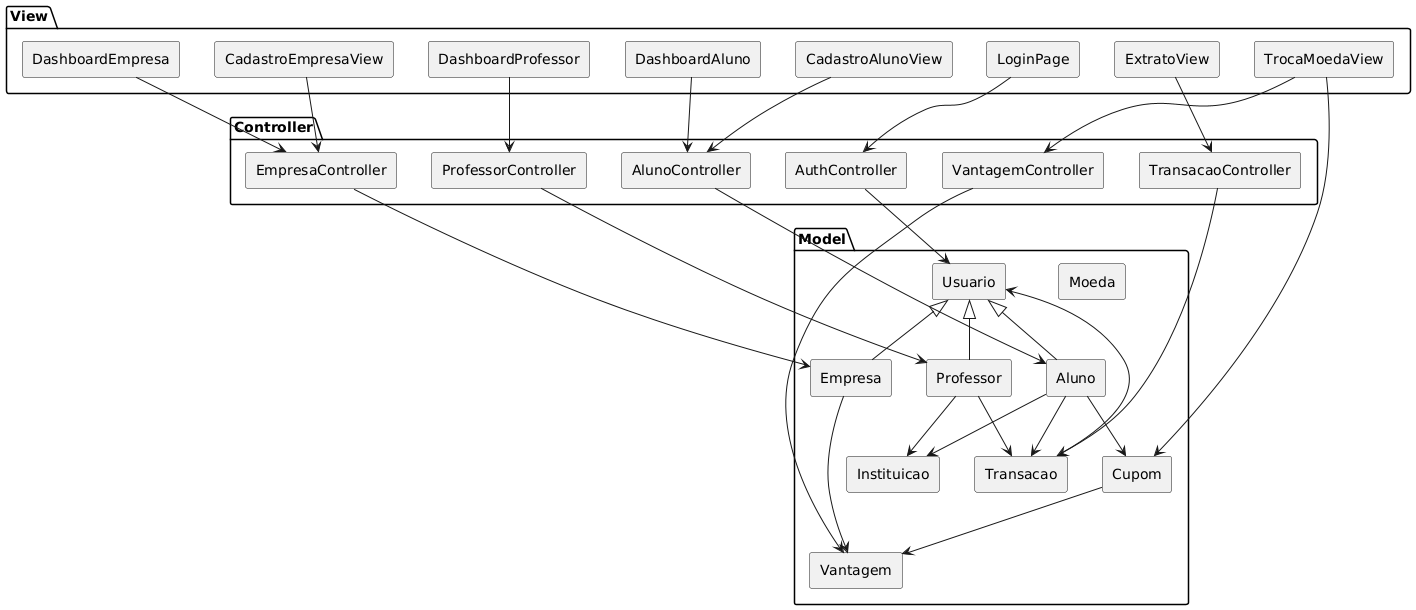 View
DashboardEmpresa
CadastroEmpresaView
DashboardProfessor
DashboardAluno
CadastroAlunoView
LoginPage
ExtratoView
TrocaMoedaView
Controller
EmpresaController
ProfessorController
AlunoController
AuthController
VantagemController
TransacaoController
Model
Usuario
Moeda
Empresa
Professor
Aluno
Instituicao
Transacao
Cupom
Vantagem